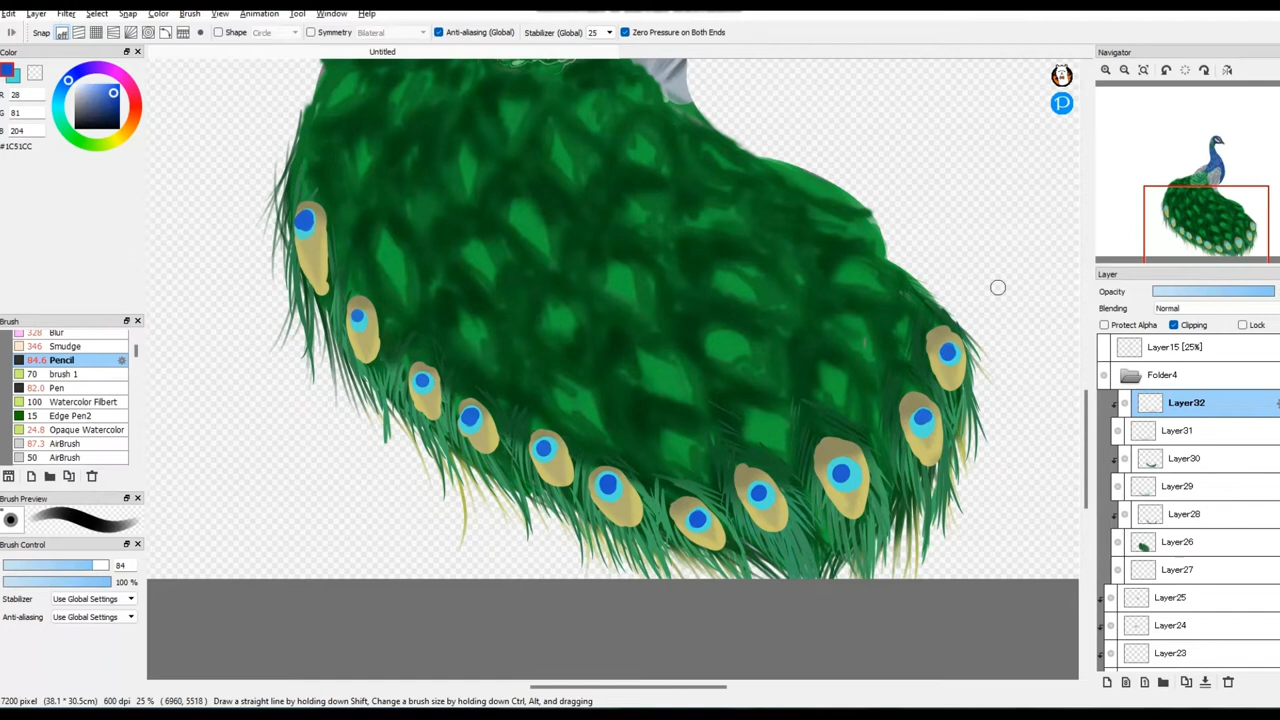 Edit Layer Filter Select Snap Color Brush View Animation Tool Window Help
Snap off Shape Circle Symmetry Bilateral Anti-aliasing (Global) Stabilizer (Global) 25 Zero Pressure on Both Ends
Color
Untitled
Navigator
R 28
G 81
B 204
#1C51CC
P
Layer
Opacity
Blending Normal
Protect Alpha Clipping Lock
Layer15 [25%]
Folder4
Layer32
Layer31
Layer30
Layer29
Layer28
Layer26
Layer27
Layer25
Layer24
Layer23
Brush
328 Blur
346 Smudge
84.6 Pencil
70 brush 1
82.0 Pen
100 Watercolor Filbert
15 Edge Pen2
24.8 Opaque Watercolor
87.3 AirBrush
50 AirBrush
Brush Preview
Brush Control
84
100 %
Stabilizer Use Global Settings
Anti-aliasing Use Global Settings
7200 pixel (38.1 * 30.5cm) 600 dpi 25 % ( 6960, 5518 ) Draw a straight line by holding down Shift, Change a brush size by holding down Ctrl, Alt, and dragging